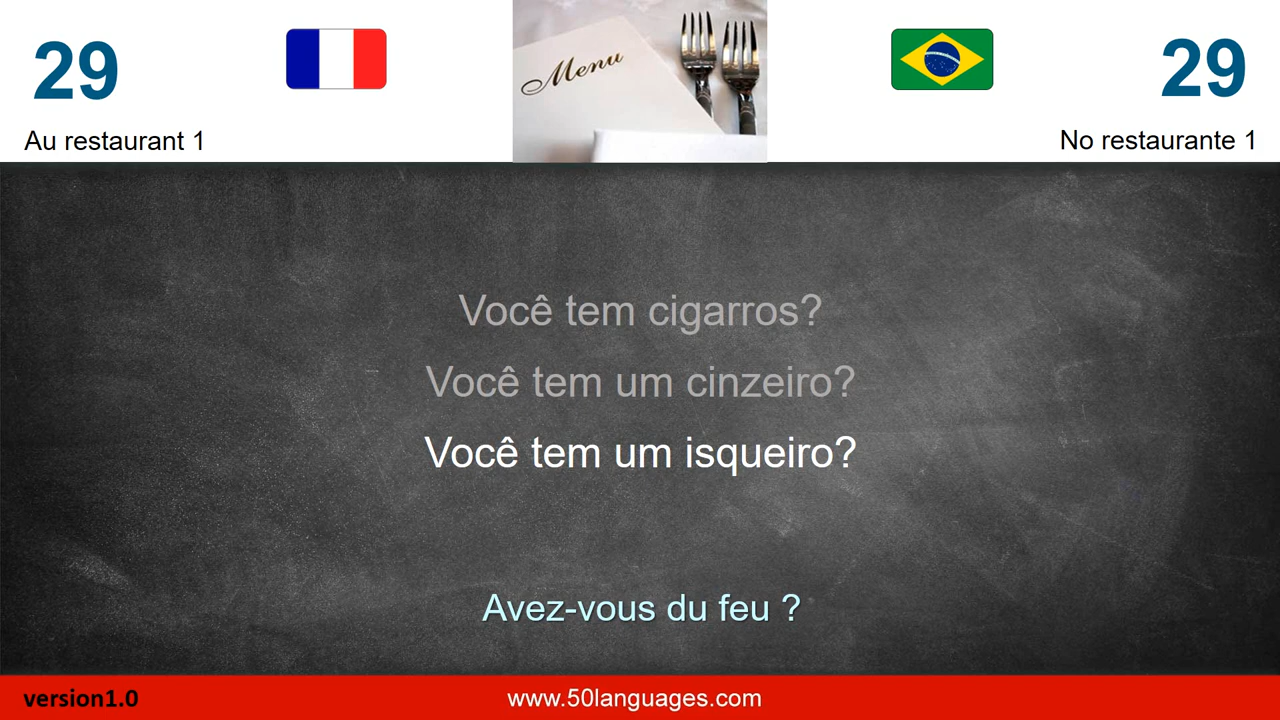 29
29
Menu
Au restaurant 1
No restaurante 1
Você tem cigarros?
Você tem um cinzeiro?
Você tem um isqueiro?
Avez-vous du feu ?
version1.0
www.50languages.com